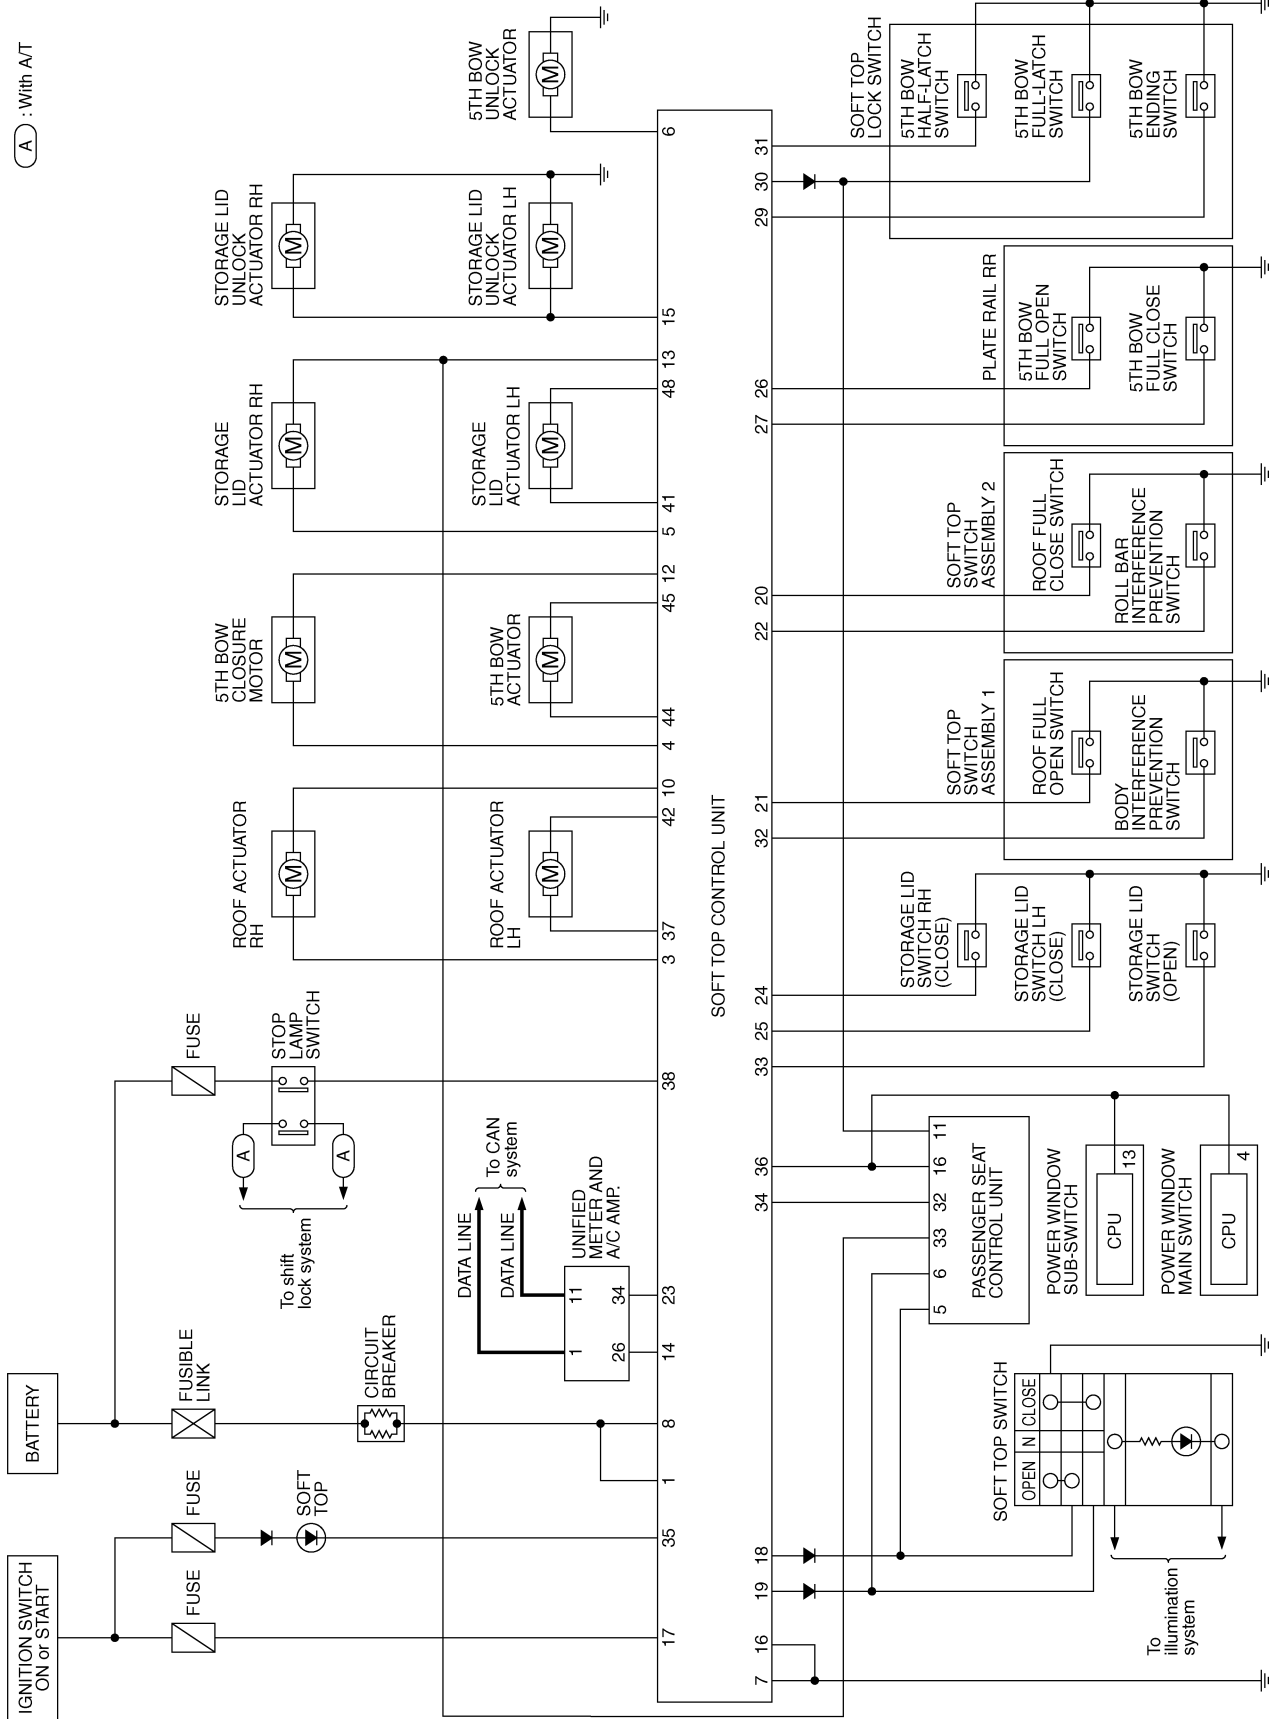 A : With A/T
IGNITION SWITCH
ON or START
BATTERY
FUSE
FUSE
SOFT
TOP
FUSIBLE
LINK
CIRCUIT
BREAKER
FUSE
STOP
LAMP
SWITCH
A
A
To shift
lock system
DATA LINE
DATA LINE
To CAN
system
UNIFIED
METER AND
A/C AMP.
1
11
26
34
ROOF ACTUATOR
RH
ROOF ACTUATOR
LH
5TH BOW
CLOSURE
MOTOR
5TH BOW
ACTUATOR
STORAGE
LID
ACTUATOR RH
STORAGE
LID
ACTUATOR LH
STORAGE LID
UNLOCK
ACTUATOR RH
STORAGE LID
UNLOCK
ACTUATOR LH
5TH BOW
UNLOCK
ACTUATOR
M
M
M
M
M
M
M
M
M
17
35
1
8
14
23
38
3
37
42
10
4
44
45
12
5
41
48
13
15
6
SOFT TOP CONTROL UNIT
7
16
19
18
34
36
33
25
24
32
21
22
20
27
26
29
30
31
SOFT TOP SWITCH
OPEN
N
CLOSE
To
illumination
system
5
6
33
32
16
11
PASSENGER SEAT
CONTROL UNIT
POWER WINDOW
SUB-SWITCH
CPU
13
POWER WINDOW
MAIN SWITCH
CPU
4
STORAGE LID
SWITCH RH
(CLOSE)
STORAGE LID
SWITCH LH
(CLOSE)
STORAGE LID
SWITCH
(OPEN)
SOFT TOP
SWITCH
ASSEMBLY 1
ROOF FULL
OPEN SWITCH
BODY
INTERFERENCE
PREVENTION
SWITCH
SOFT TOP
SWITCH
ASSEMBLY 2
ROOF FULL
CLOSE SWITCH
ROLL BAR
INTERFERENCE
PREVENTION
SWITCH
PLATE RAIL RR
5TH BOW
FULL OPEN
SWITCH
5TH BOW
FULL CLOSE
SWITCH
SOFT TOP
LOCK SWITCH
5TH BOW
HALF-LATCH
SWITCH
5TH BOW
FULL-LATCH
SWITCH
5TH BOW
ENDING
SWITCH